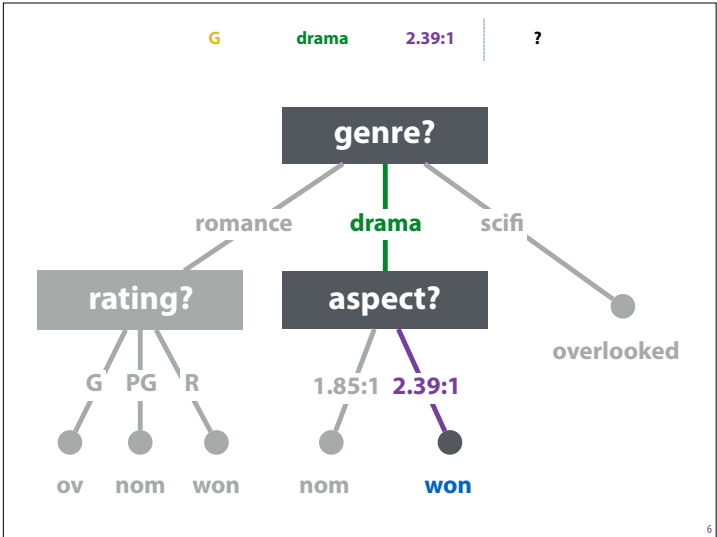 G drama 2.39:1 ?
genre?
romance drama scifi
rating? aspect?
overlooked
G PG R 1.85:1 2.39:1
ov nom won nom won
6